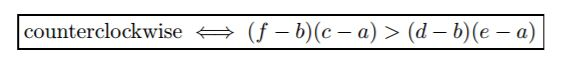 counterclockwise ⟺ (f − b)(c − a) > (d − b)(e − a)